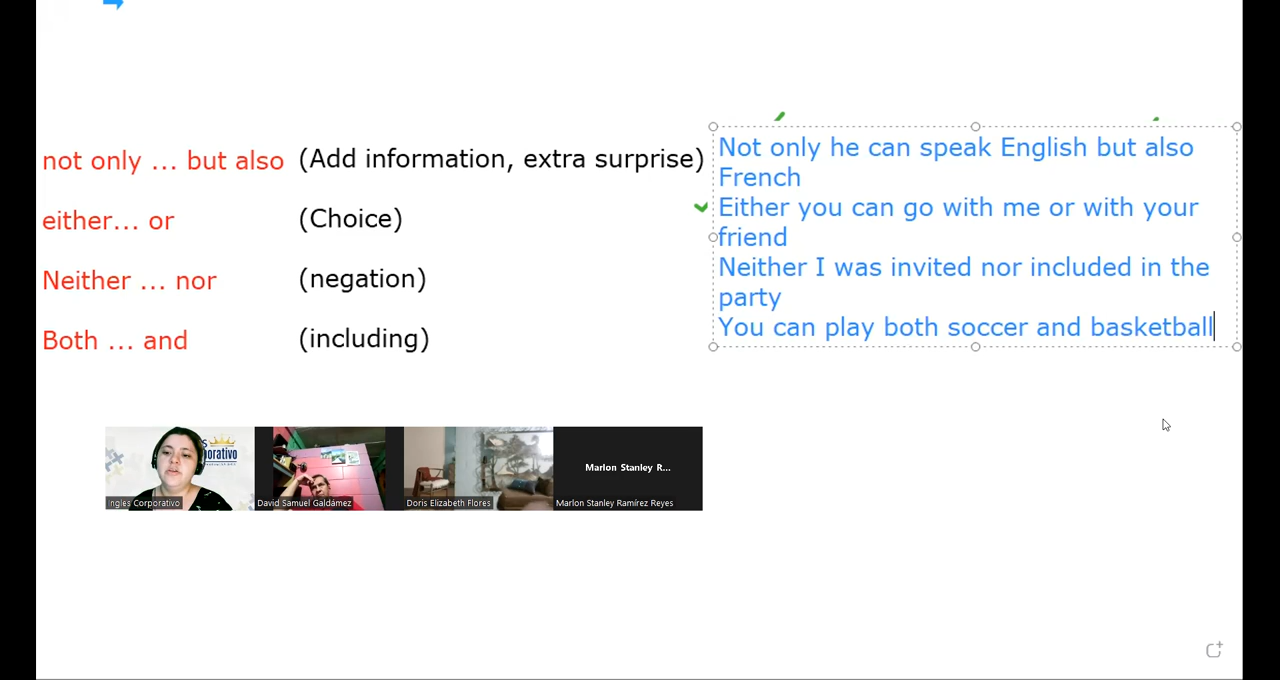 not only ... but also (Add information, extra surprise)
either... or (Choice)
Neither ... nor (negation)
Both ... and (including)
Not only he can speak English but also
French
Either you can go with me or with your
friend
Neither I was invited nor included in the
party
You can play both soccer and basketball
orativo
Marlon Stanley R...
Ingles Corporativo
David Samuel Galdámez
Doris Elizabeth Flores
Marlon Stanley Ramírez Reyes